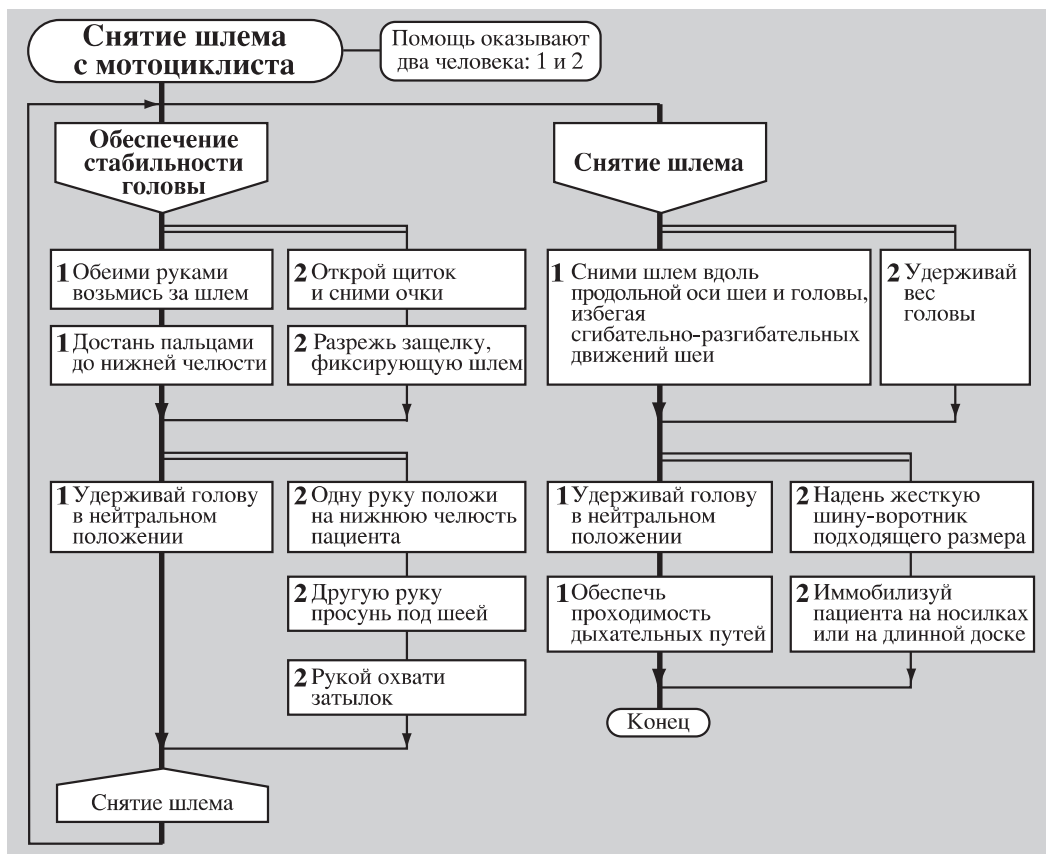 Снятие шлема
с мотоциклиста
Помощь оказывают
два человека: 1 и 2
Обеспечение
стабильности
головы
1 Обеими руками
возьмись за шлем
2 Открой щиток
и сними очки
1 Достань пальцами
до нижней челюсти
2 Разрежь защелку,
фиксирующую шлем
1 Удерживай голову
в нейтральном
положении
2 Одну руку положи
на нижнюю челюсть
пациента
2 Другую руку
просунь под шеей
2 Рукой охвати
затылок
Снятие шлема
Снятие шлема
1 Сними шлем вдоль
продольной оси шеи и головы,
избегая
сгибательно-разгибательных
движений шеи
2 Удерживай
вес
головы
1 Удерживай голову
в нейтральном
положении
2 Надень жесткую
шину-воротник
подходящего размера
1 Обеспечь
проходимость
дыхательных путей
2 Иммобилизуй
пациента на носилках
или на длинной доске
Конец